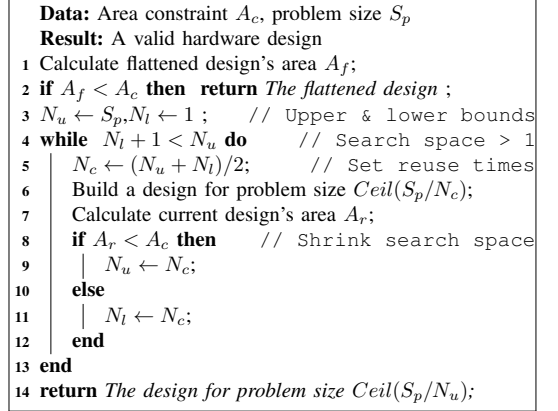 Data: Area constraint A_c, problem size S_p
Result: A valid hardware design
1 Calculate flattened design's area A_f;
2 if A_f < A_c then return The flattened design ;
3 N_u ← S_p,N_l ← 1 ; // Upper & lower bounds
4 while N_l + 1 < N_u do // Search space > 1
5 N_c ← (N_u + N_l)/2; // Set reuse times
6 Build a design for problem size Ceil(S_p/N_c);
7 Calculate current design's area A_r;
8 if A_r < A_c then // Shrink search space
9 N_u ← N_c;
10 else
11 N_l ← N_c;
12 end
13 end
14 return The design for problem size Ceil(S_p/N_u);